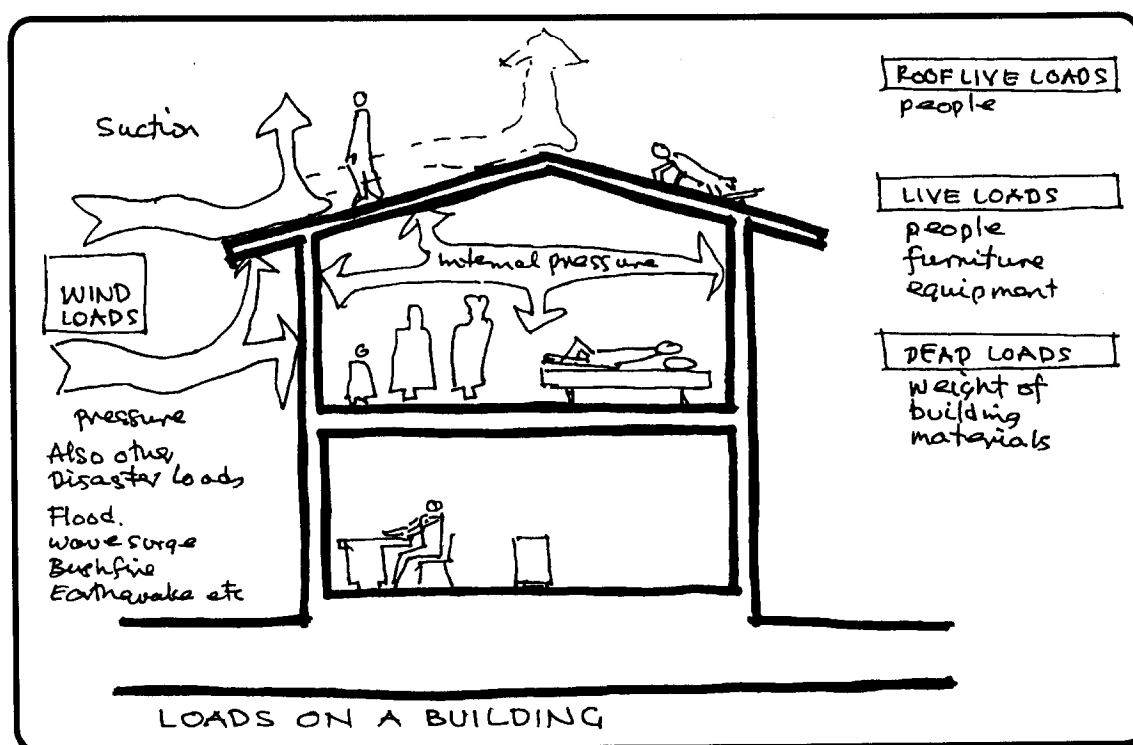 Suction
WIND
LOADS
pressure
Also other
Disaster Loads
Flood.
wave surge
Bushfire
Earthquake etc
internal pressure
ROOF LIVE LOADS
people
LIVE LOADS
people
furniture
equipment
DEAD LOADS
weight of
building
materials
LOADS ON A BUILDING